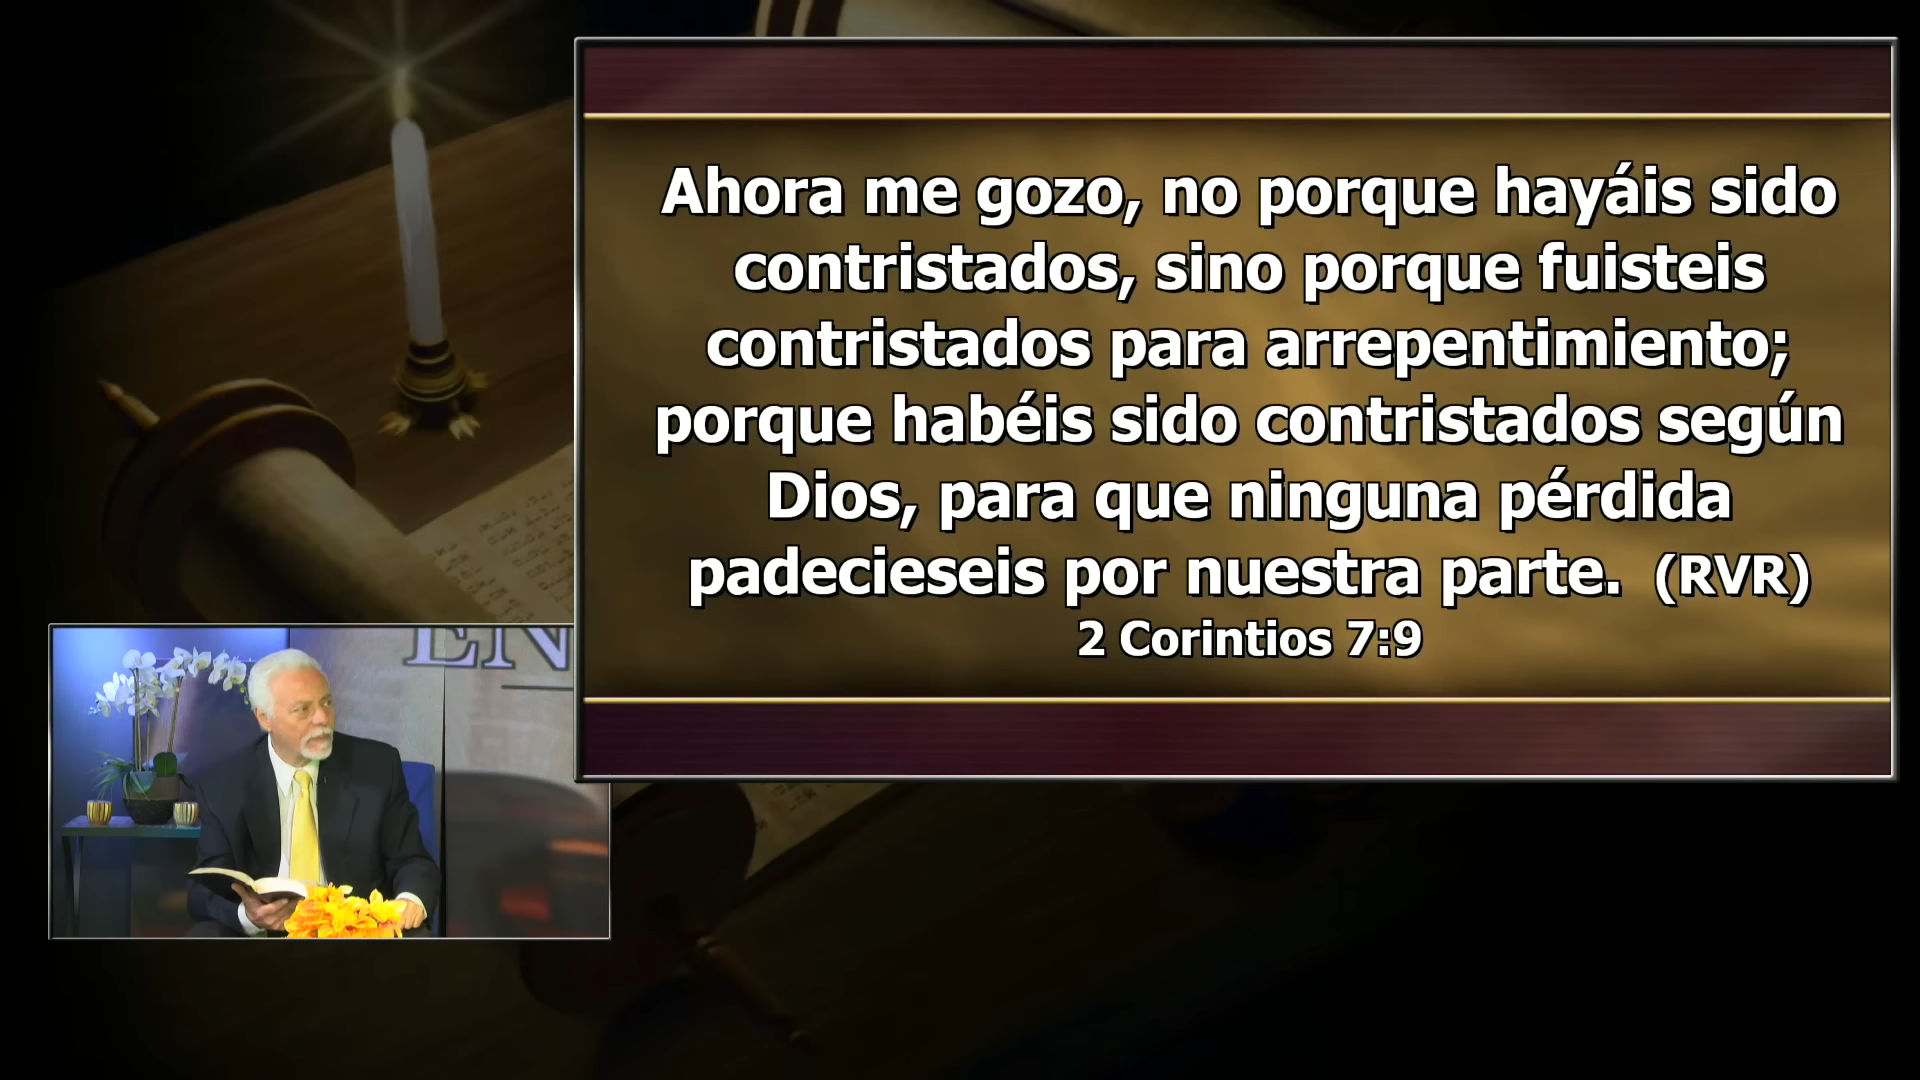 Ahora me gozo, no porque hayáis sido
contristados, sino porque fuisteis
contristados para arrepentimiento;
porque habéis sido contristados según
Dios, para que ninguna pérdida
padecieseis por nuestra parte. (RVR)
2 Corintios 7:9
EN